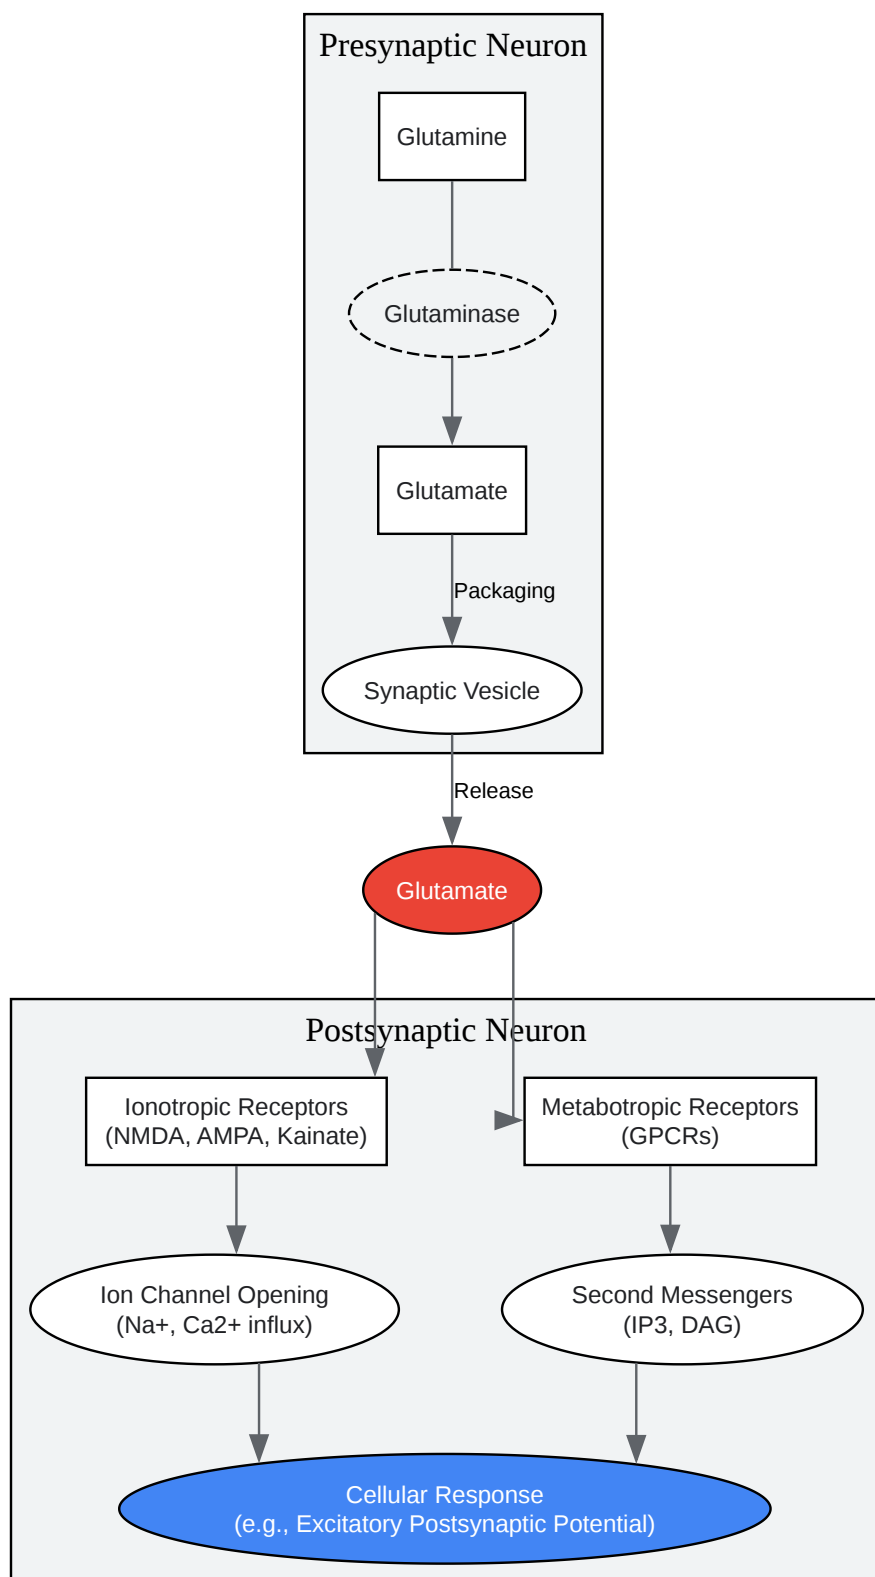 Presynaptic Neuron
Glutamine
Glutaminase
Glutamate
Packaging
Synaptic Vesicle
Release
Glutamate
Postsynaptic Neuron
Ionotropic Receptors
(NMDA, AMPA, Kainate)
Metabotropic Receptors
(GPCRs)
Ion Channel Opening
(Na+, Ca2+ influx)
Second Messengers
(IP3, DAG)
Cellular Response
(e.g., Excitatory Postsynaptic Potential)